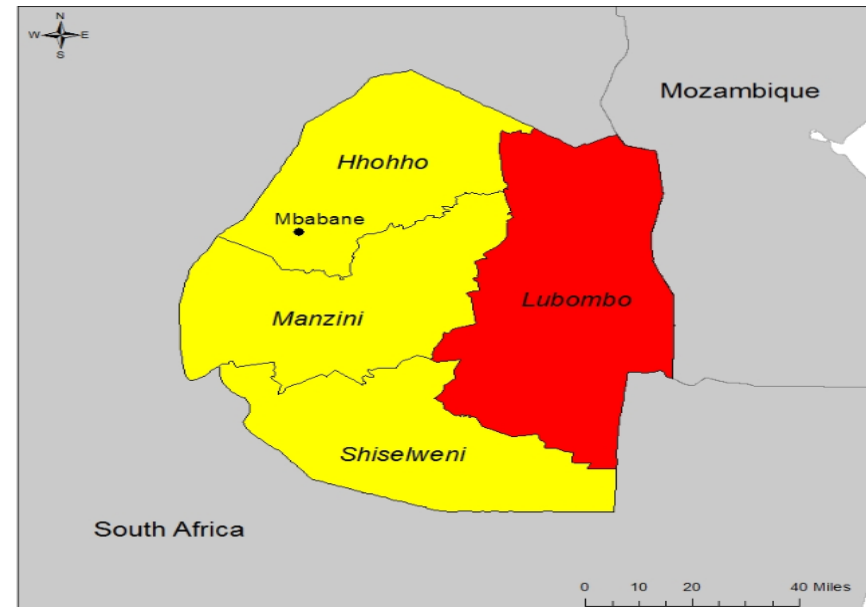 N
W E
S
Mozambique
Hhohho
Mbabane
Lubombo
Manzini
Shiselweni
South Africa
0 10 20 40 Miles